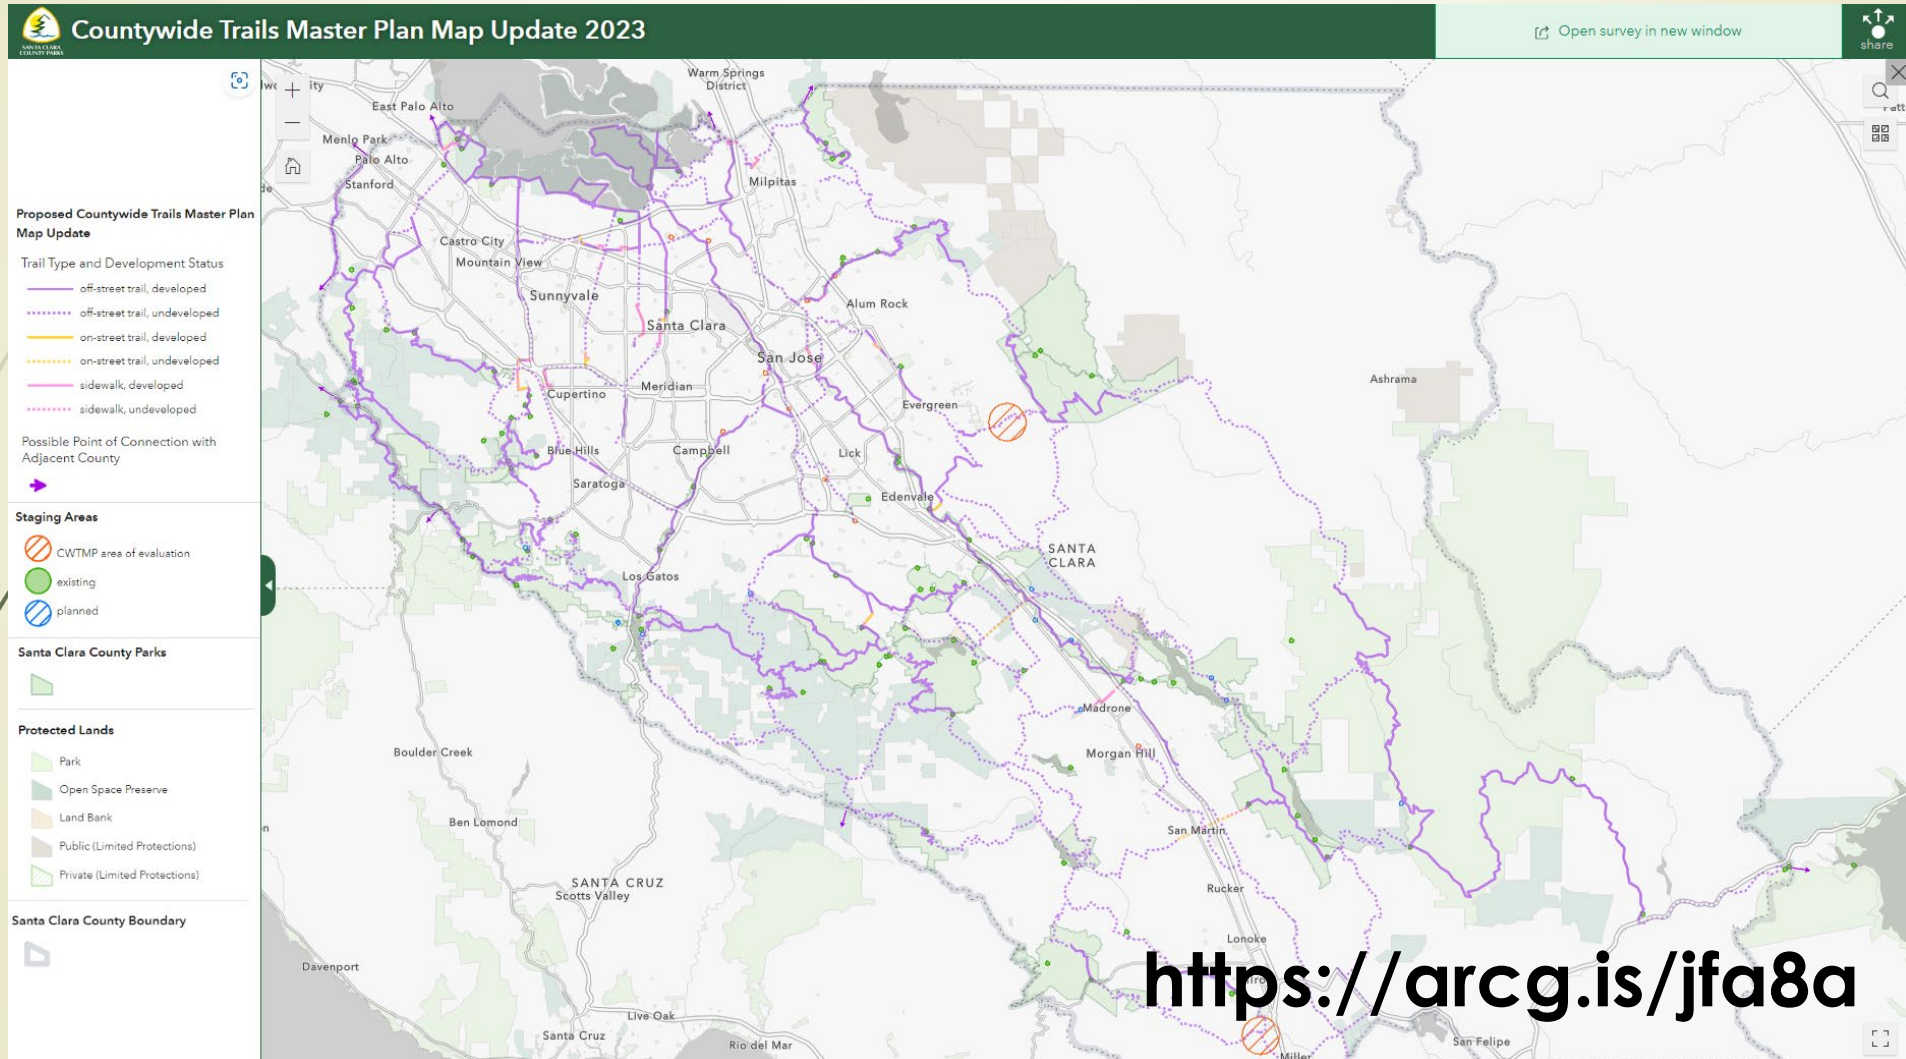 Countywide Trails Master Plan Map Update 2023
Open survey in new window
share
SANTA CLARA
COUNTY PARKS
Proposed Countywide Trails Master Plan
Map Update
Trail Type and Development Status
off-street trail, developed
off-street trail, undeveloped
on-street trail, developed
on-street trail, undeveloped
sidewalk, developed
sidewalk, undeveloped
Possible Point of Connection with
Adjacent County
Staging Areas
CWTMP area of evaluation
existing
planned
Santa Clara County Parks
Protected Lands
Park
Open Space Preserve
Land Bank
Public (Limited Protections)
Private (Limited Protections)
Santa Clara County Boundary
Warm Springs
District
East Palo Alto
Menlo Park
Palo Alto
Stanford
Milpitas
Castro City
Mountain View
Sunnyvale
Alum Rock
Santa Clara
San Jose
Ashrama
Meridian
Cupertino
Evergreen
Blue Hills
Campbell
Lick
Saratoga
Edenvale
SANTA
CLARA
Los Gatos
Madrone
Morgan Hill
Boulder Creek
Ben Lomond
San Martin
SANTA CRUZ
Scotts Valley
Rucker
Lonoke
Davenport
https://arcg.is/jfa8a
Live Oak
Santa Cruz
Rio del Mar
San Felipe
Miller